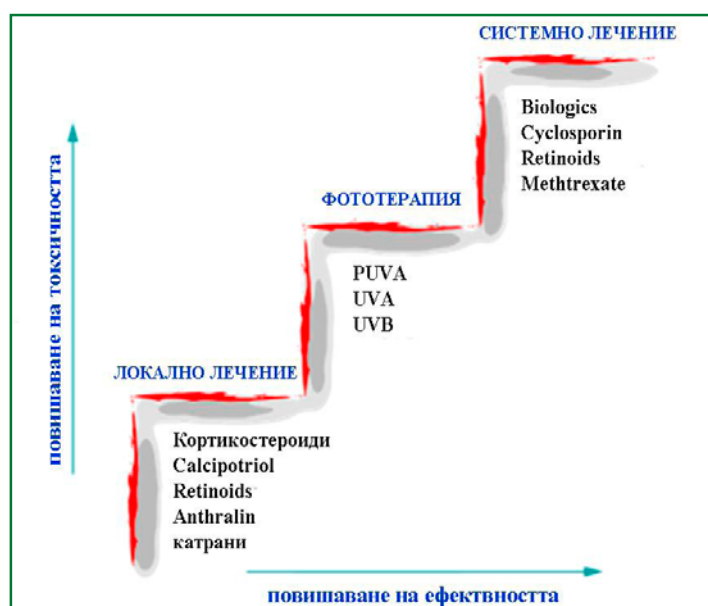 СИСТЕМНО ЛЕЧЕНИЕ
Biologics
Cyclosporin
Retinoids
Methtrexate
ФОТОТЕРАПИЯ
PUVA
UVA
UVB
ЛОКАЛНО ЛЕЧЕНИЕ
Кортикостероиди
Calcipotriol
Retinoids
Anthralin
катрани
повишаване на токсичността
повишаване на ефектвността